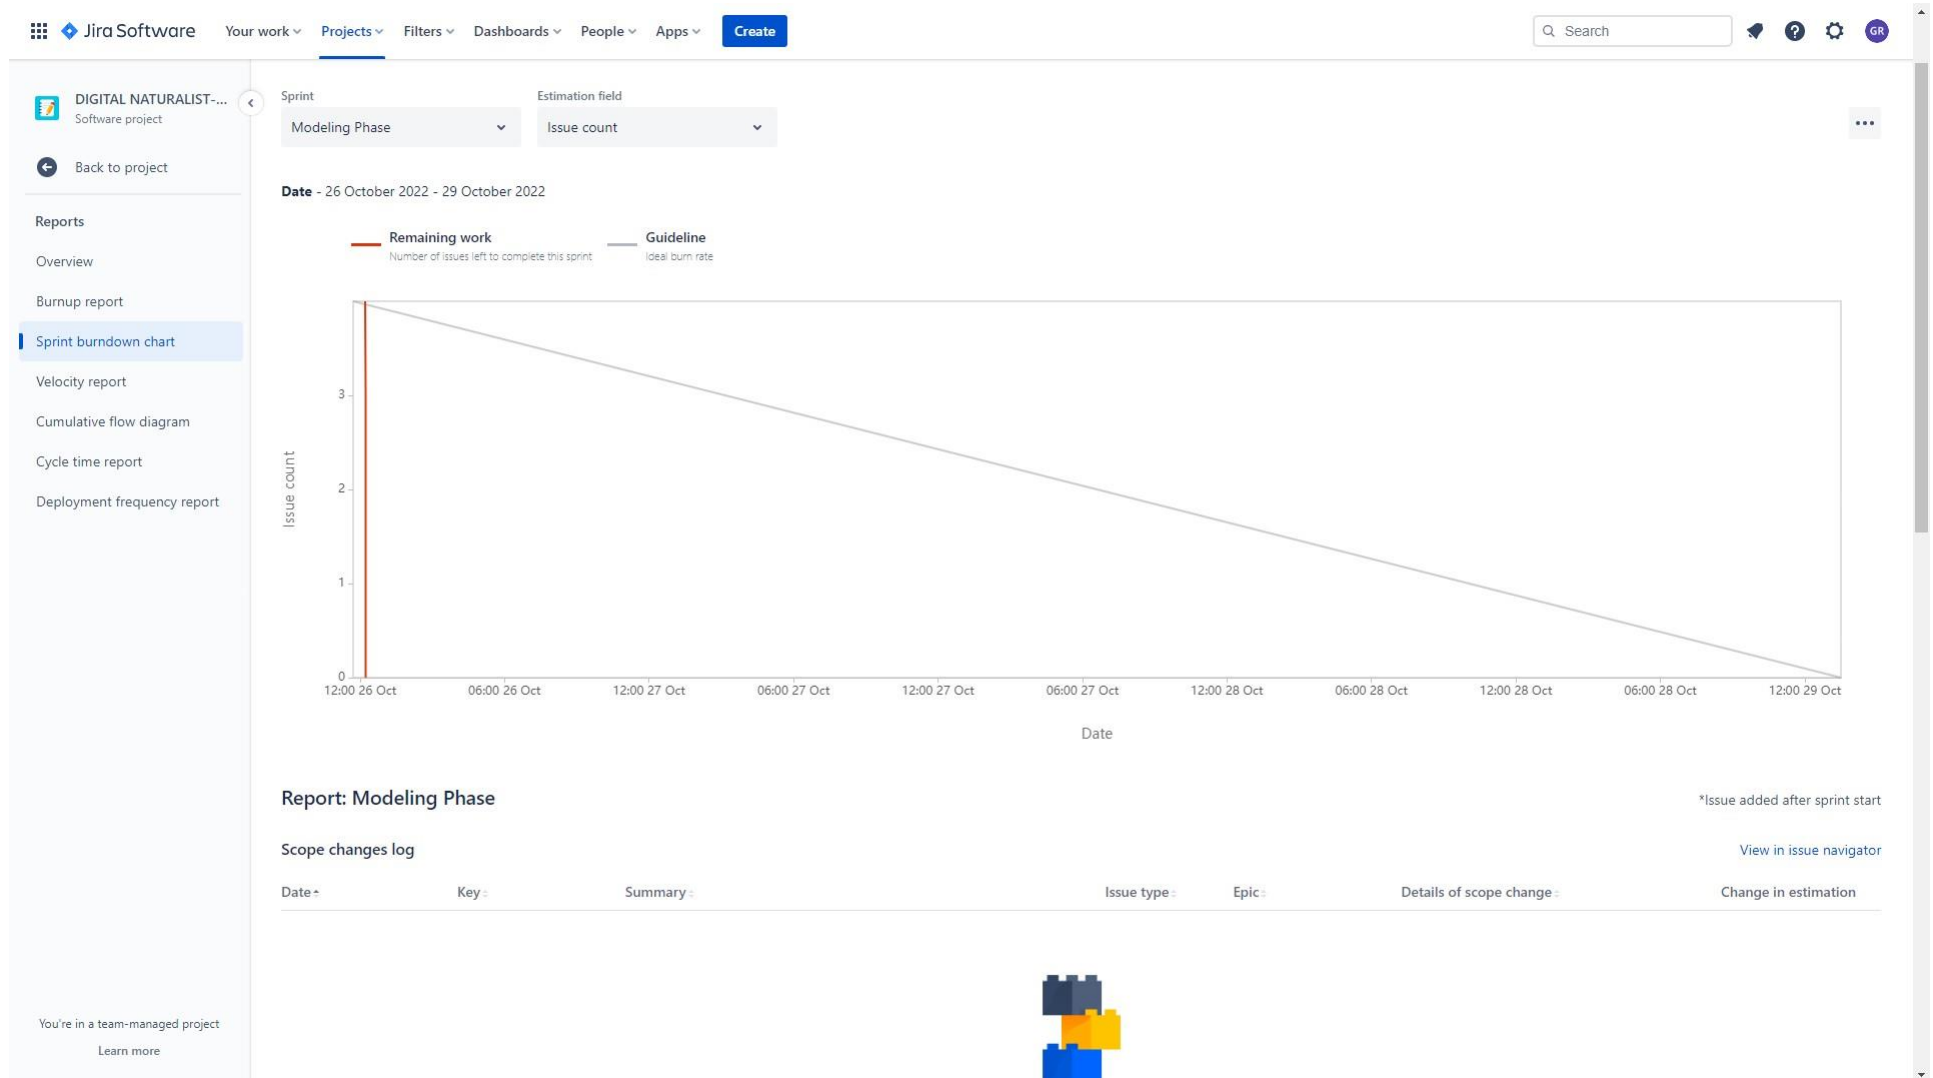 Jira Software
Your work
Projects
Filters
Dashboards
People
Apps
Create
Search
GR
DIGITAL NATURALIST-...
Software project
Back to project
Reports
Overview
Burnup report
Sprint burndown chart
Velocity report
Cumulative flow diagram
Cycle time report
Deployment frequency report
You're in a team-managed project
Learn more
Sprint
Estimation field
Modeling Phase
Issue count
Date - 26 October 2022 - 29 October 2022
Remaining work
Number of issues left to complete this sprint
Guideline
Ideal burn rate
Issue count
3
2
1
0
12:00 26 Oct 06:00 26 Oct 12:00 27 Oct 06:00 27 Oct 12:00 27 Oct 06:00 27 Oct 12:00 28 Oct 06:00 28 Oct 12:00 28 Oct 06:00 28 Oct 12:00 29 Oct
Date
Report: Modeling Phase
*Issue added after sprint start
Scope changes log
View in issue navigator
Date Key Summary Issue type Epic Details of scope change Change in estimation